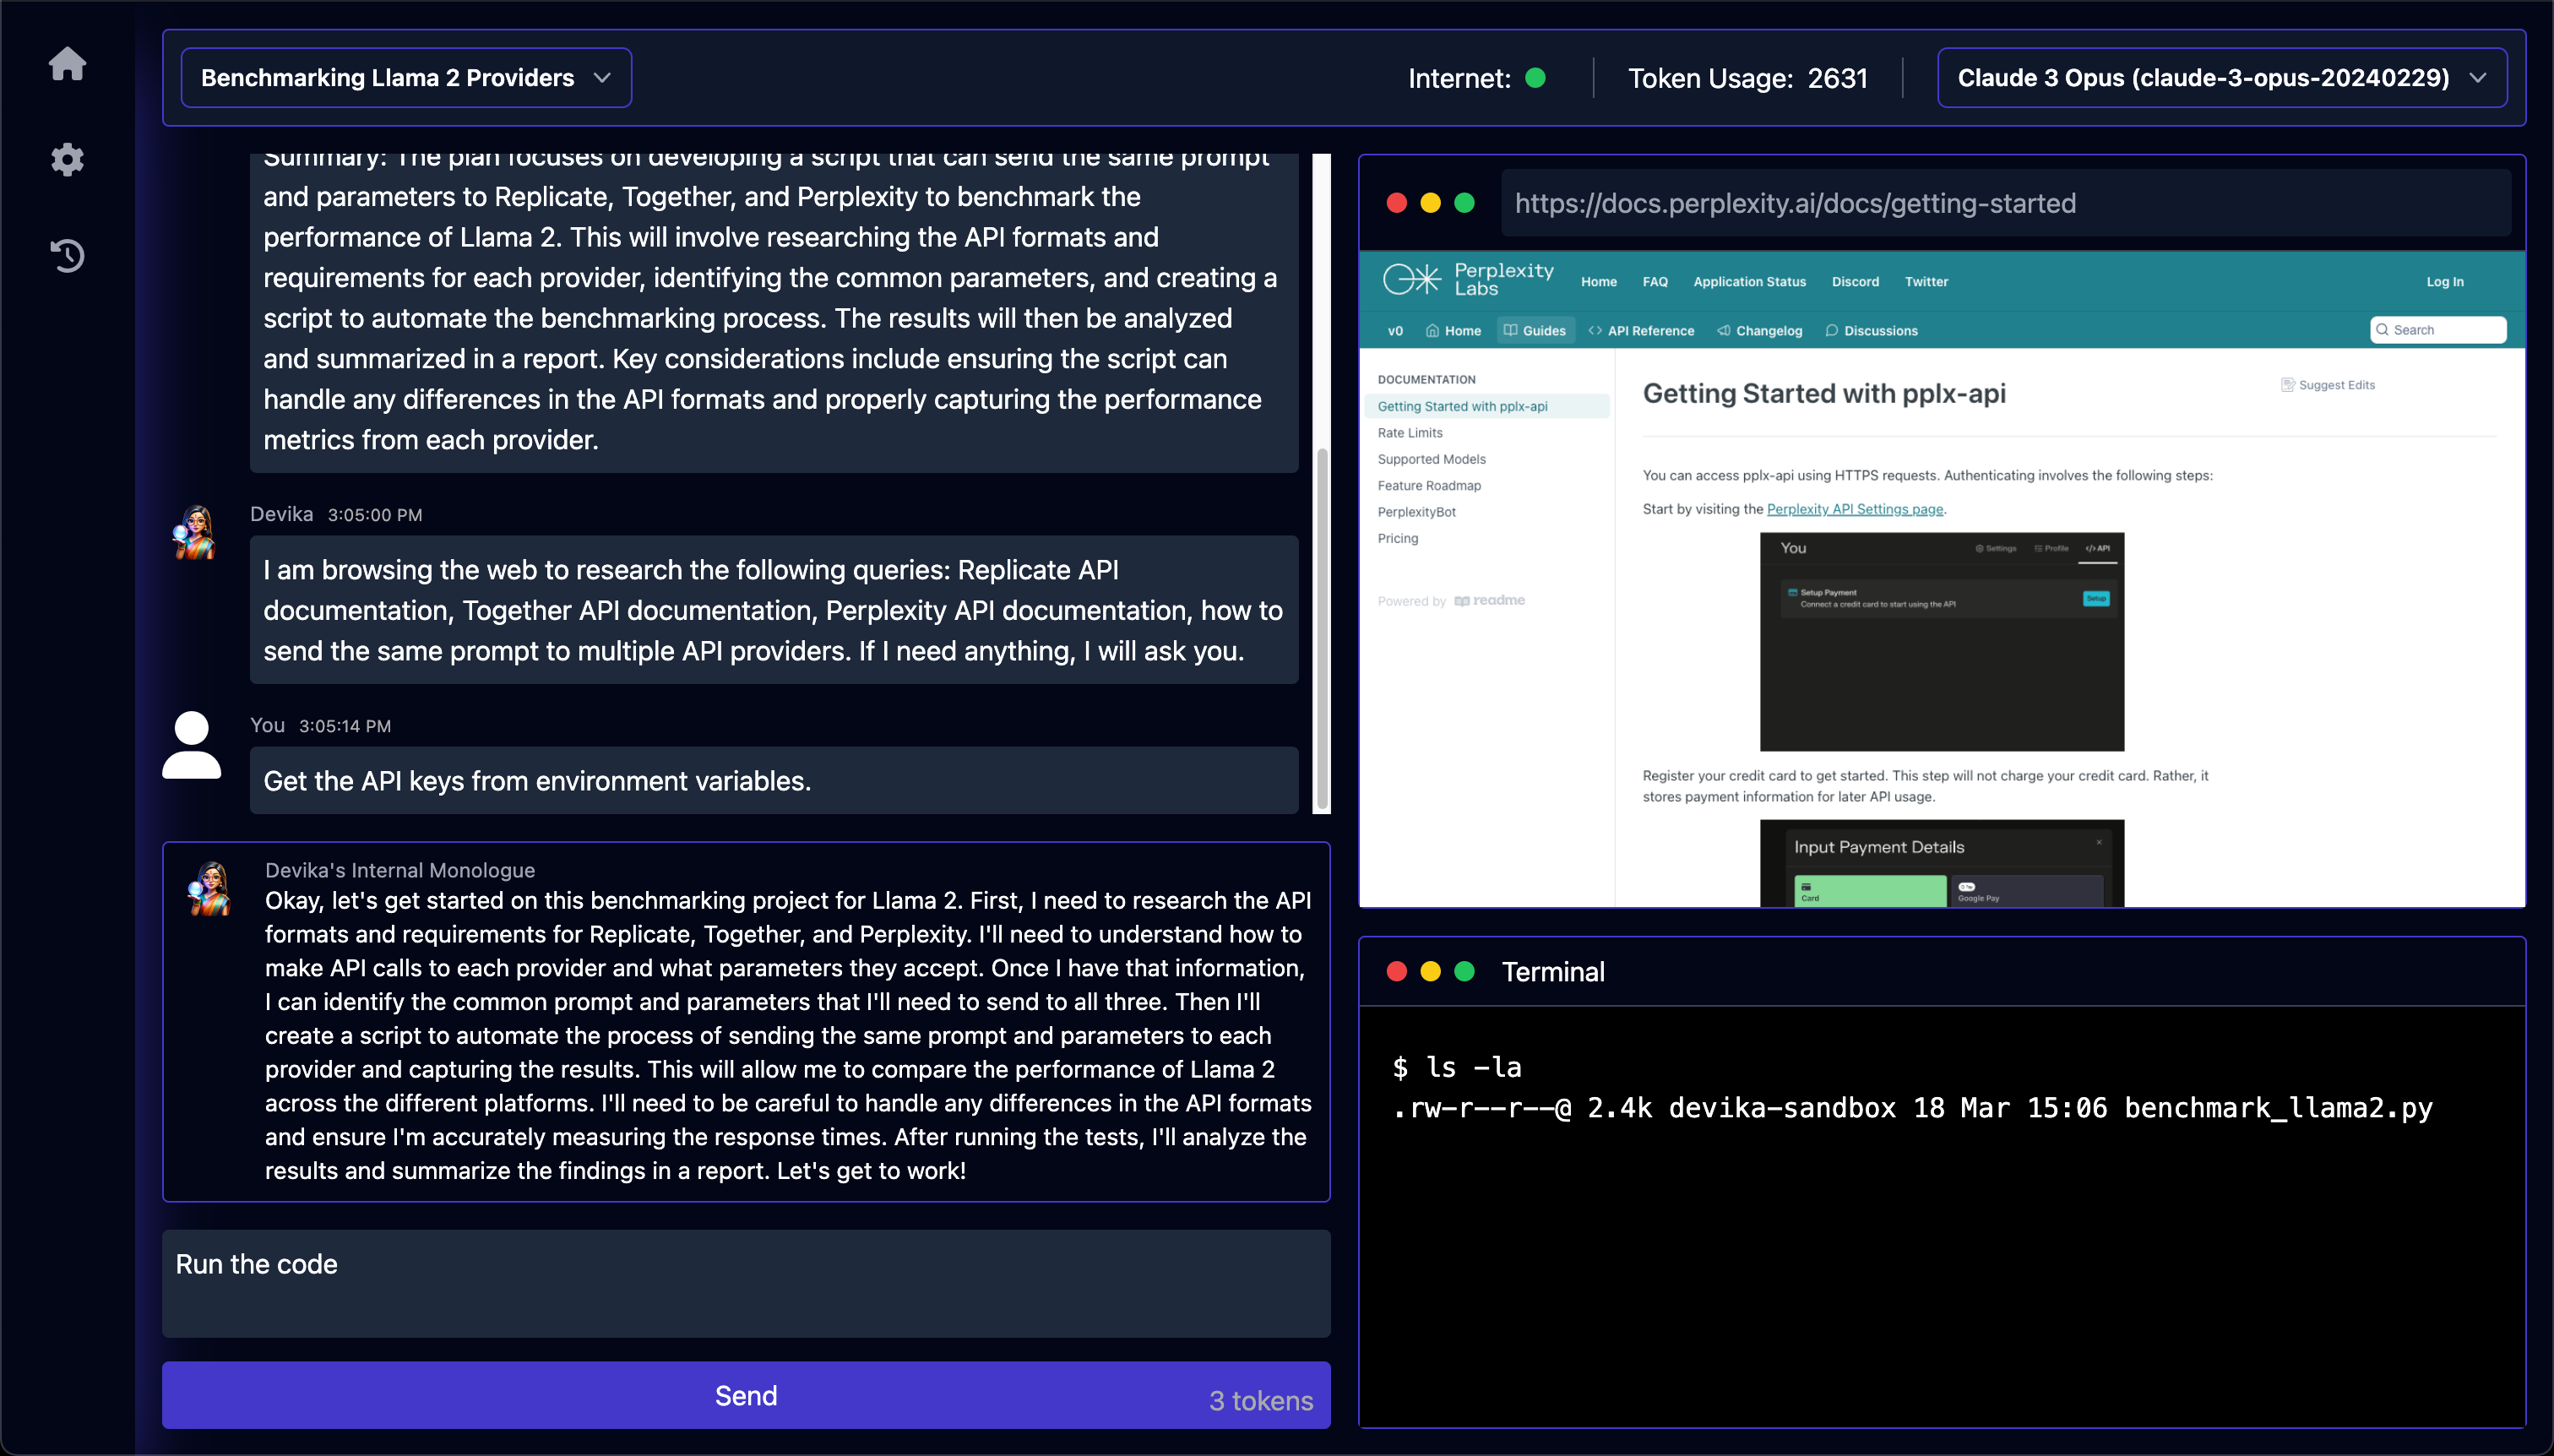 Benchmarking Llama 2 Providers
Internet:
Token Usage: 2631
Claude 3 Opus (claude-3-opus-20240229)
Summary: The plan focuses on developing a script that can send the same prompt
and parameters to Replicate, Together, and Perplexity to benchmark the
performance of Llama 2. This will involve researching the API formats and
requirements for each provider, identifying the common parameters, and creating a
script to automate the benchmarking process. The results will then be analyzed
and summarized in a report. Key considerations include ensuring the script can
handle any differences in the API formats and properly capturing the performance
metrics from each provider.
Devika 3:05:00 PM
I am browsing the web to research the following queries: Replicate API
documentation, Together API documentation, Perplexity API documentation, how to
send the same prompt to multiple API providers. If I need anything, I will ask you.
You 3:05:14 PM
Get the API keys from environment variables.
Devika's Internal Monologue
Okay, let's get started on this benchmarking project for Llama 2. First, I need to research the API
formats and requirements for Replicate, Together, and Perplexity. I'll need to understand how to
make API calls to each provider and what parameters they accept. Once I have that information,
I can identify the common prompt and parameters that I'll need to send to all three. Then I'll
create a script to automate the process of sending the same prompt and parameters to each
provider and capturing the results. This will allow me to compare the performance of Llama 2
across the different platforms. I'll need to be careful to handle any differences in the API formats
and ensure I'm accurately measuring the response times. After running the tests, I'll analyze the
results and summarize the findings in a report. Let's get to work!
Run the code
Send
3 tokens
https://docs.perplexity.ai/docs/getting-started
Perplexity
Labs
Home FAQ Application Status Discord Twitter
Log In
v0 Home Guides API Reference Changelog Discussions
Search
DOCUMENTATION
Getting Started with pplx-api
Rate Limits
Supported Models
Feature Roadmap
PerplexityBot
Pricing
Powered by readme
Getting Started with pplx-api
Suggest Edits
You can access pplx-api using HTTPS requests. Authenticating involves the following steps:
Start by visiting the Perplexity API Settings page.
You
Settings Profile </> API
Setup Payment
Connect a credit card to start using the API
Setup
Register your credit card to get started. This step will not charge your credit card. Rather, it
stores payment information for later API usage.
Input Payment Details
Card
Google Pay
Terminal
$ ls -la
.rw-r--r--@ 2.4k devika-sandbox 18 Mar 15:06 benchmark_llama2.py